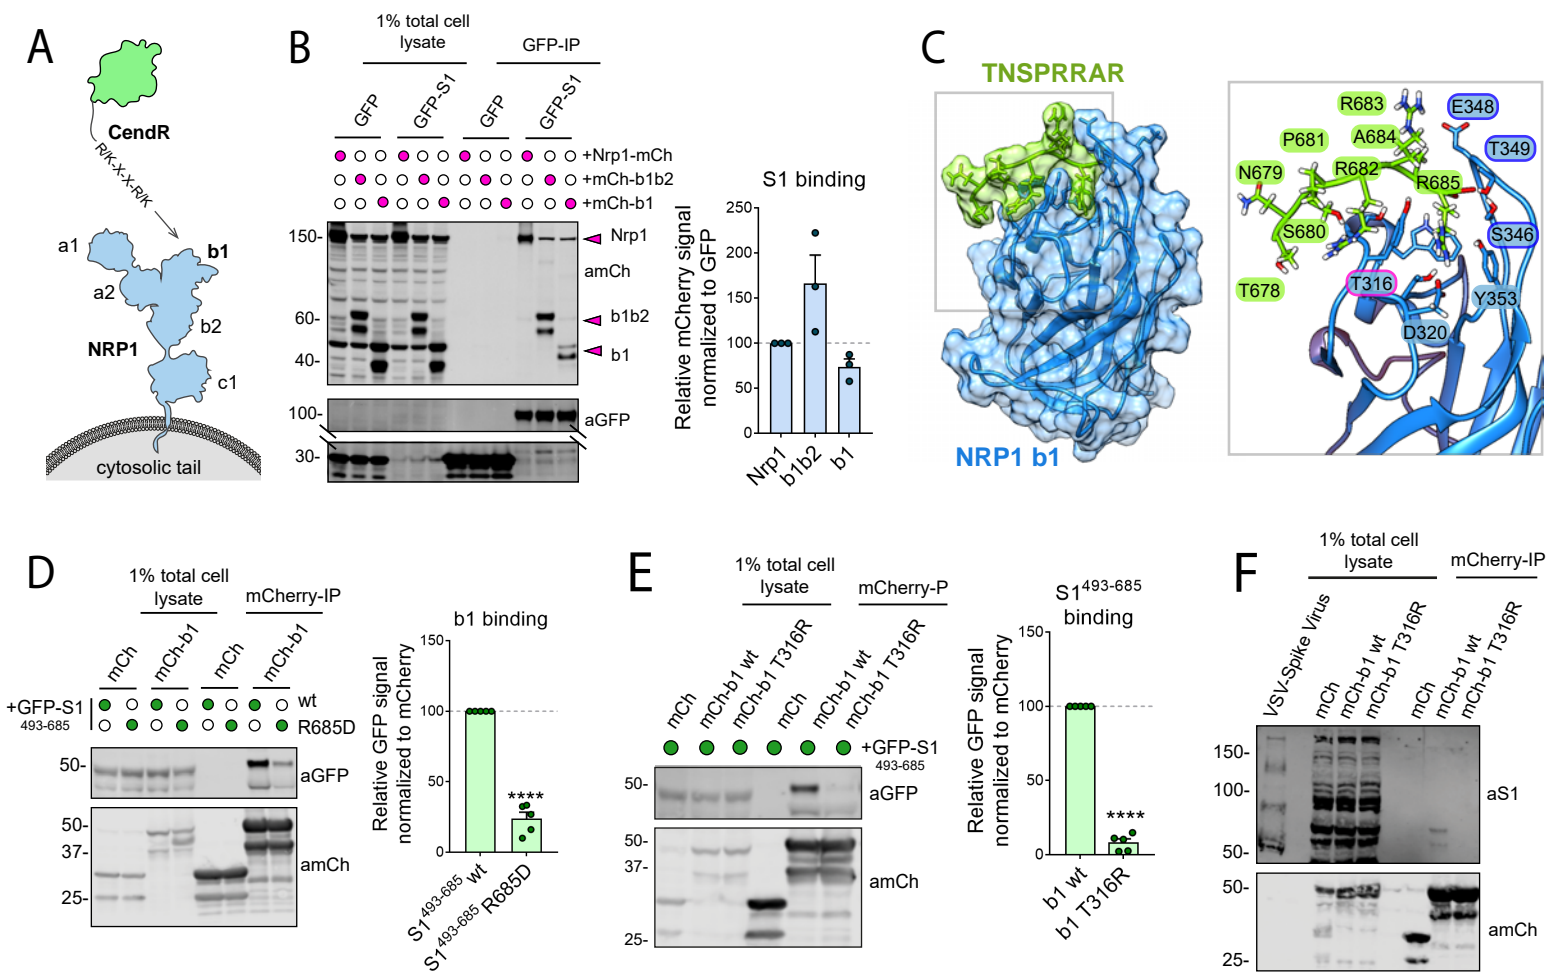 A
CendR
R/K-X-X-R/K
a1
b1
a2
b2
NRP1
c1
cytosolic tail
B
1% total cell
lysate
GFP-IP
GFP
GFP-S1
GFP
GFP-S1
+Nrp1-mCh
+mCh-b1b2
+mCh-b1
150-
Nrp1
amCh
60-
b1b2
40-
b1
100-
aGFP
30-
S1 binding
Relative mCherry signal
normalized to GFP
250
200
150
100
50
0
Nrp1
b1b2
b1
C
TNSPRRAR
NRP1 b1
R683
E348
P681
A684
T349
N679
R682
R685
S680
S346
T678
T316
Y353
D320
D
1% total cell
lysate
mCherry-IP
mCh
mCh-b1
mCh
mCh-b1
+GFP-S1
493-685
wt
R685D
50-
aGFP
50-
37-
amCh
25-
b1 binding
Relative GFP signal
normalized to mCherry
150
100
50
0
****
S1493-685 wt
S1493-685 R685D
E
1% total cell
lysate
mCherry-P
mCh
mCh-b1 wt
mCh-b1 T316R
mCh
mCh-b1 wt
mCh-b1 T316R
+GFP-S1
493-685
50-
aGFP
50-
37-
amCh
25-
S1493-685
binding
Relative GFP signal
normalized to mCherry
150
100
50
0
****
b1 wt
b1 T316R
F
1% total cell
lysate
mCherry-IP
VSV-Spike Virus
mCh
mCh-b1 wt
mCh-b1 T316R
mCh
mCh-b1 wt
mCh-b1 T316R
150-
100-
aS1
50-
50-
amCh
25-